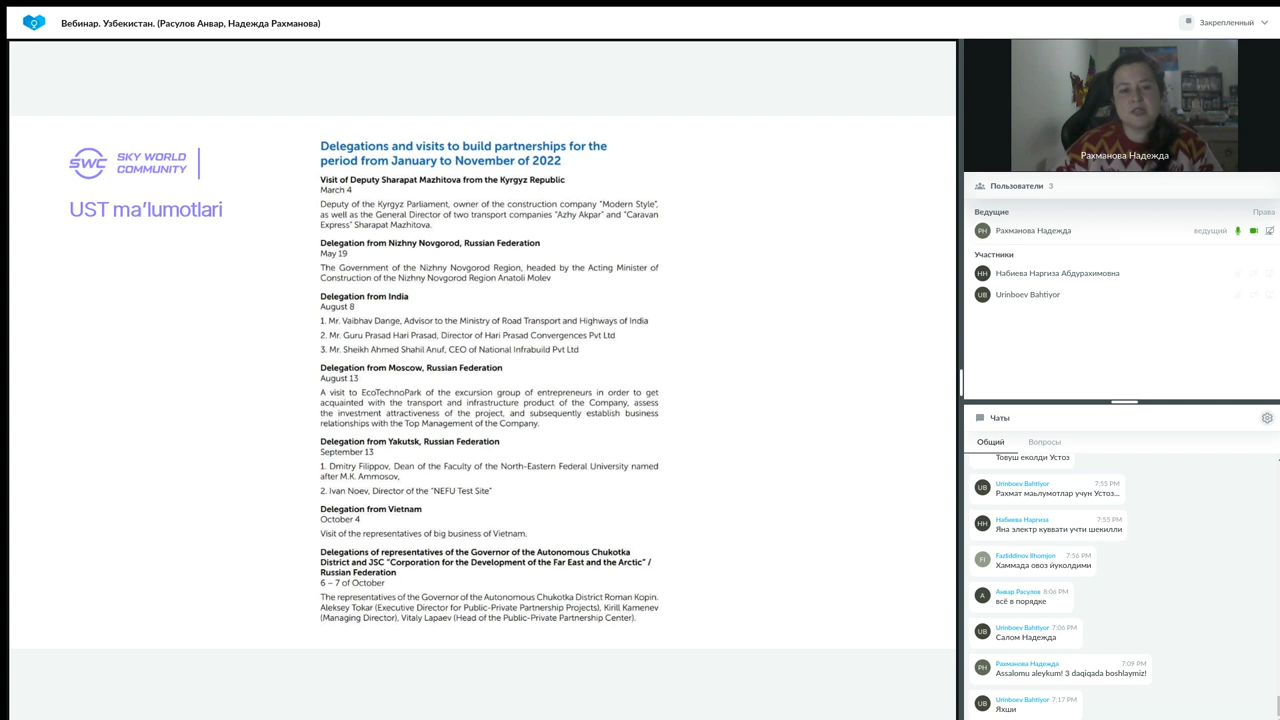 Вебинар. Узбекистан. (Расулов Анвар, Надежда Рахманова)
Закрепленный
SWC SKY WORLD
COMMUNITY
UST ma'lumotlari
Delegations and visits to build partnerships for the
period from January to November of 2022
Visit of Deputy Sharapat Mazhitova from the Kyrgyz Republic
March 4
Deputy of the Kyrgyz Parliament, owner of the construction company "Modern Style",
as well as the General Director of two transport companies "Azhy Akpar" and "Caravan
Express" Sharapat Mazhitova.
Delegation from Nizhny Novgorod, Russian Federation
May 19
The Government of the Nizhny Novgorod Region, headed by the Acting Minister of
Construction of the Nizhny Novgorod Region Anatoli Molev
Delegation from India
August 8
1. Mr. Vaibhav Dange, Advisor to the Ministry of Road Transport and Highways of India
2. Mr. Guru Prasad Hari Prasad, Director of Hari Prasad Convergences Pvt Ltd
3. Mr. Sheikh Ahmed Shahil Anuf, CEO of National Infrabuild Pvt Ltd
Delegation from Moscow, Russian Federation
August 13
A visit to EcoTechnoPark of the excursion group of entrepreneurs in order to get
acquainted with the transport and infrastructure product of the Company, assess
the investment attractiveness of the project, and subsequently establish business
relationships with the Top Management of the Company.
Delegation from Yakutsk, Russian Federation
September 13
1. Dmitry Filippov, Dean of the Faculty of the North-Eastern Federal University named
after M.K. Ammosov,
2. Ivan Noev, Director of the "NEFU Test Site"
Delegation from Vietnam
October 4
Visit of the representatives of big business of Vietnam.
Delegations of representatives of the Governor of the Autonomous Chukotka
District and JSC "Corporation for the Development of the Far East and the Arctic" /
Russian Federation
6 – 7 of October
The representatives of the Governor of the Autonomous Chukotka District Roman Kopin.
Aleksey Tokar (Executive Director for Public-Private Partnership Projects), Kirill Kamenev
(Managing Director), Vitaly Lapaev (Head of the Public-Private Partnership Center).
Рахманова Надежда
Пользователи 3
Ведущие Права
РН Рахманова Надежда ведущий
Участники
НН Набиева Наргиза Абдурахимовна
UB Urinboev Bahtiyor
Чаты
Общий Вопросы
Товуш еколди Устоз
UB Urinboev Bahtiyor 7:55 PM
Рахмат маьлумотлар учун Устоз...
НН Набиева Наргиза 7:55 PM
Яна электр куввати учти шекилли
FI Fazliddinov Ilhomjon 7:56 PM
Хаммада овоз йуколдими
А Анвар Расулов 8:06 PM
всё в порядке
UB Urinboev Bahtiyor 7:06 PM
Салом Надежда
РН Рахманова Надежда 7:09 PM
Assalomu aleykum! 3 daqiqada boshlaymiz!
UB Urinboev Bahtiyor 7:17 PM
Яхши